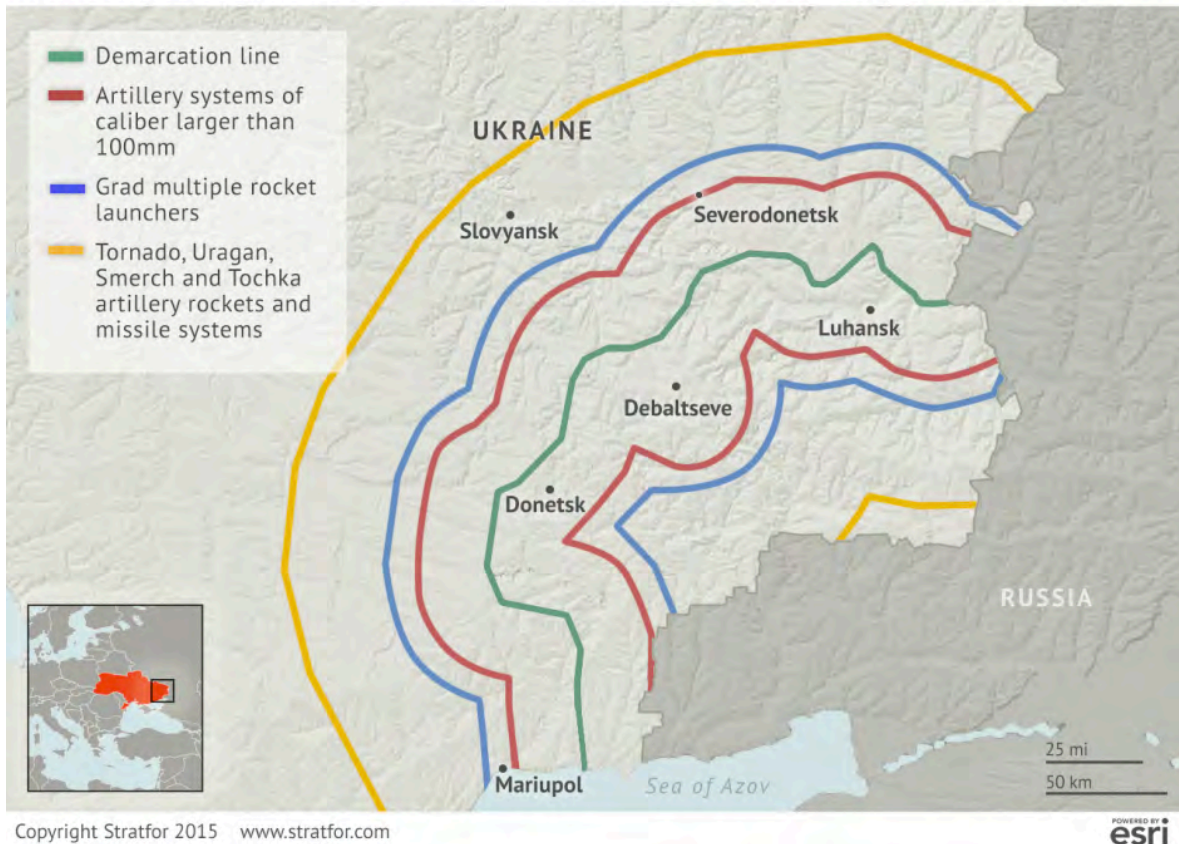 Demarcation line
Artillery systems of
caliber larger than
100mm
Grad multiple rocket
launchers
Tornado, Uragan,
Smerch and Tochka
artillery rockets and
missile systems
UKRAINE
Slovyansk
Severodonetsk
Luhansk
Debaltseve
Donetsk
RUSSIA
Mariupol
Sea of Azov
25 mi
50 km
Copyright Stratfor 2015 www.stratfor.com
POWERED BY
esri